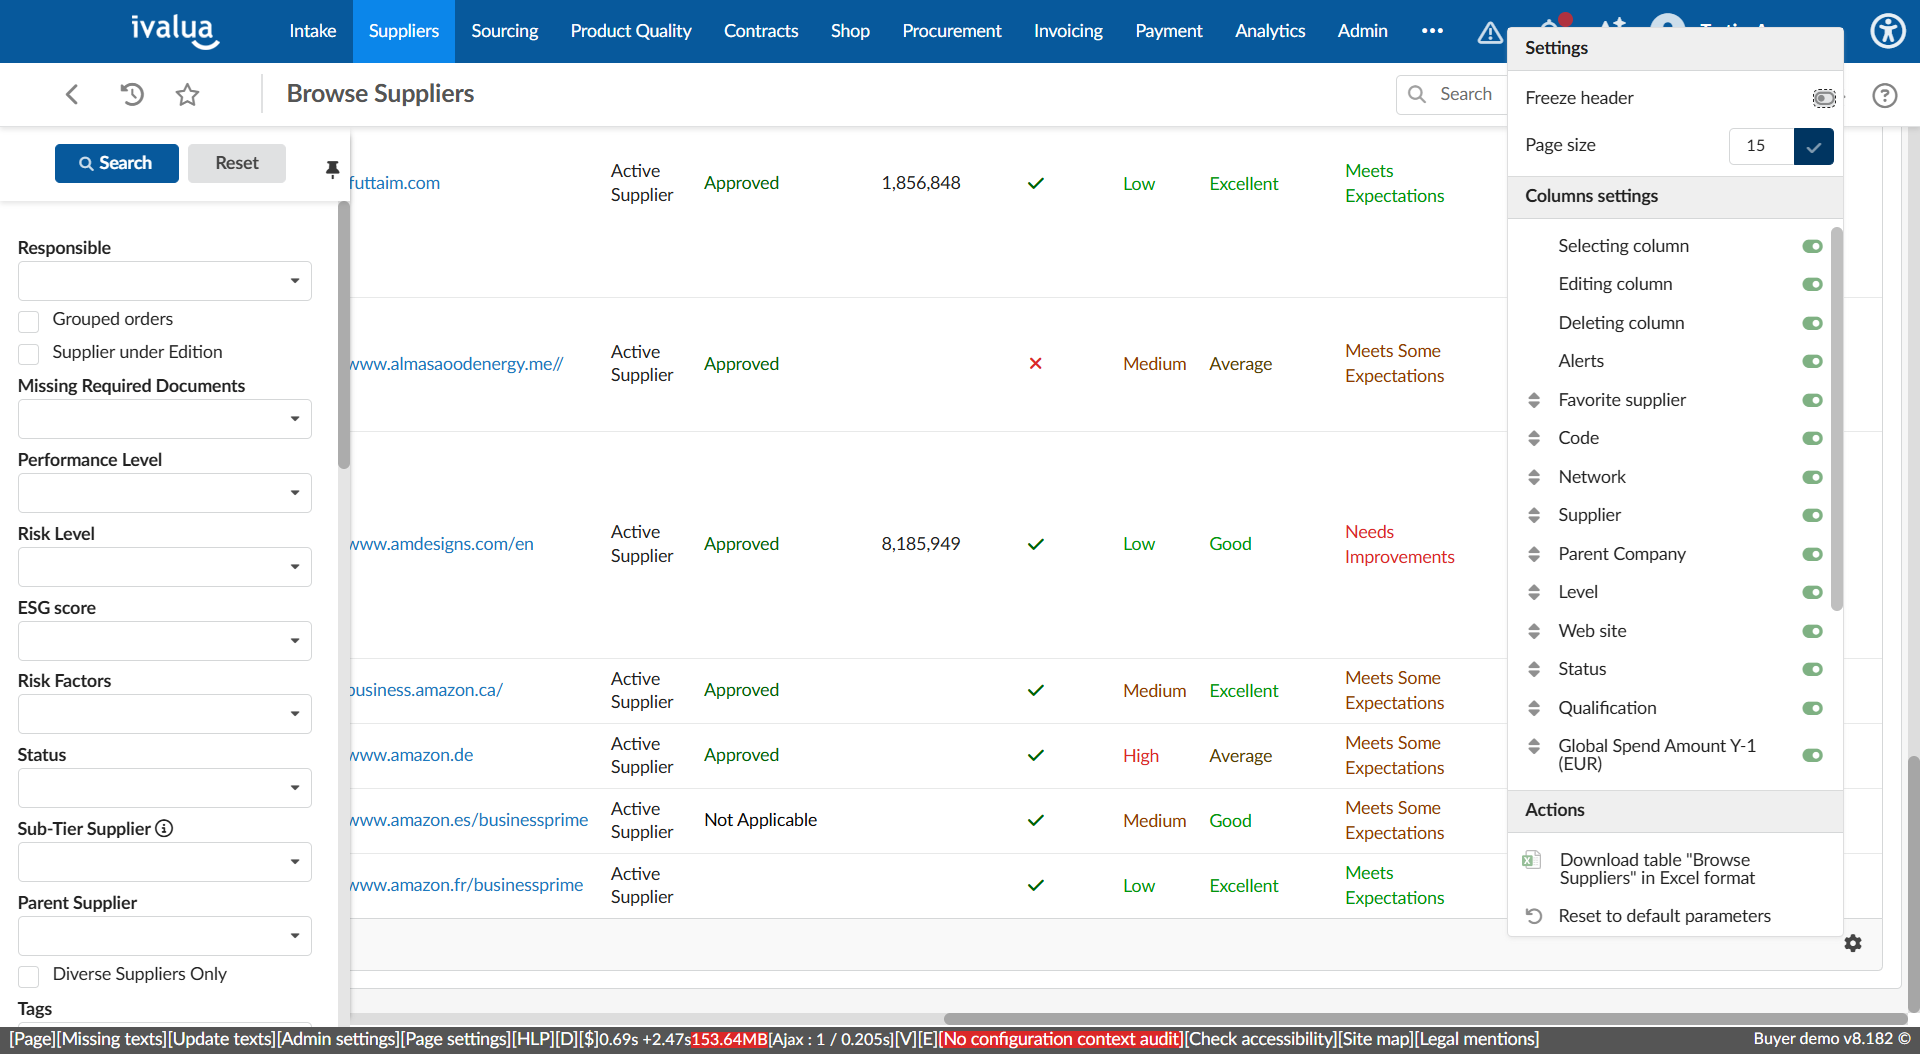 ivalua
Intake Suppliers Sourcing Product Quality Contracts Shop Procurement Invoicing Payment Analytics Admin
Browse Suppliers
Search
Search Reset
Responsible
Grouped orders
Supplier under Edition
Missing Required Documents
Performance Level
Risk Level
ESG score
Risk Factors
Status
Sub-Tier Supplier
Parent Supplier
Diverse Suppliers Only
Tags
futtaim.com Active Supplier Approved 1,856,848 Low Excellent Meets Expectations
www.almasaoodenergy.me// Active Supplier Approved Medium Average Meets Some Expectations
www.amdesigns.com/en Active Supplier Approved 8,185,949 Low Good Needs Improvements
business.amazon.ca/ Active Supplier Approved Medium Excellent Meets Some Expectations
www.amazon.de Active Supplier Approved High Average Meets Some Expectations
www.amazon.es/businessprime Active Supplier Not Applicable Medium Good Meets Some Expectations
www.amazon.fr/businessprime Active Supplier Low Excellent Meets Expectations
Settings
Freeze header
Page size 15
Columns settings
Selecting column
Editing column
Deleting column
Alerts
Favorite supplier
Code
Network
Supplier
Parent Company
Level
Web site
Status
Qualification
Global Spend Amount Y-1
(EUR)
Actions
Download table "Browse
Suppliers" in Excel format
Reset to default parameters
[Page][Missing texts][Update texts][Admin settings][Page settings][HLP][D][$]0.69s +2.47s153.64MB[Ajax : 1 / 0.205s][V][E][No configuration context audit][Check accessibility][Site map][Legal mentions] Buyer demo v8.182 ©